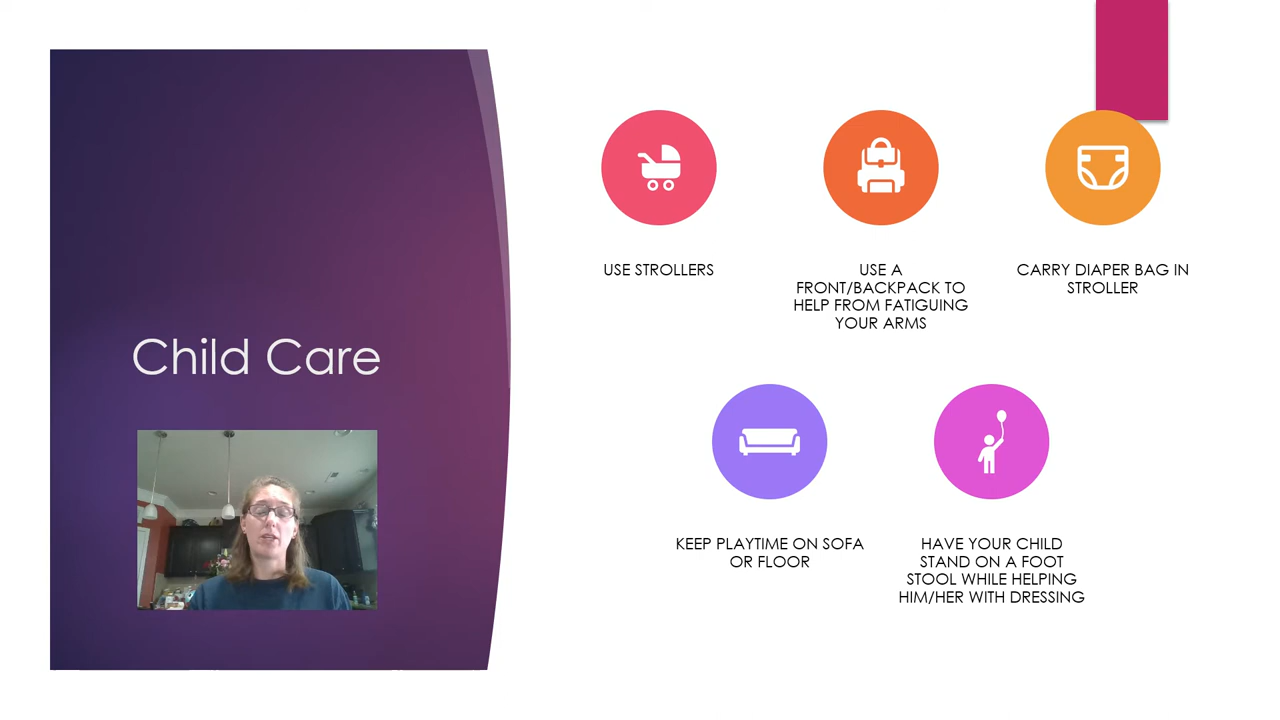 Child Care
USE STROLLERS
USE A
FRONT/BACKPACK TO
HELP FROM FATIGUING
YOUR ARMS
CARRY DIAPER BAG IN
STROLLER
KEEP PLAYTIME ON SOFA
OR FLOOR
HAVE YOUR CHILD
STAND ON A FOOT
STOOL WHILE HELPING
HIM/HER WITH DRESSING